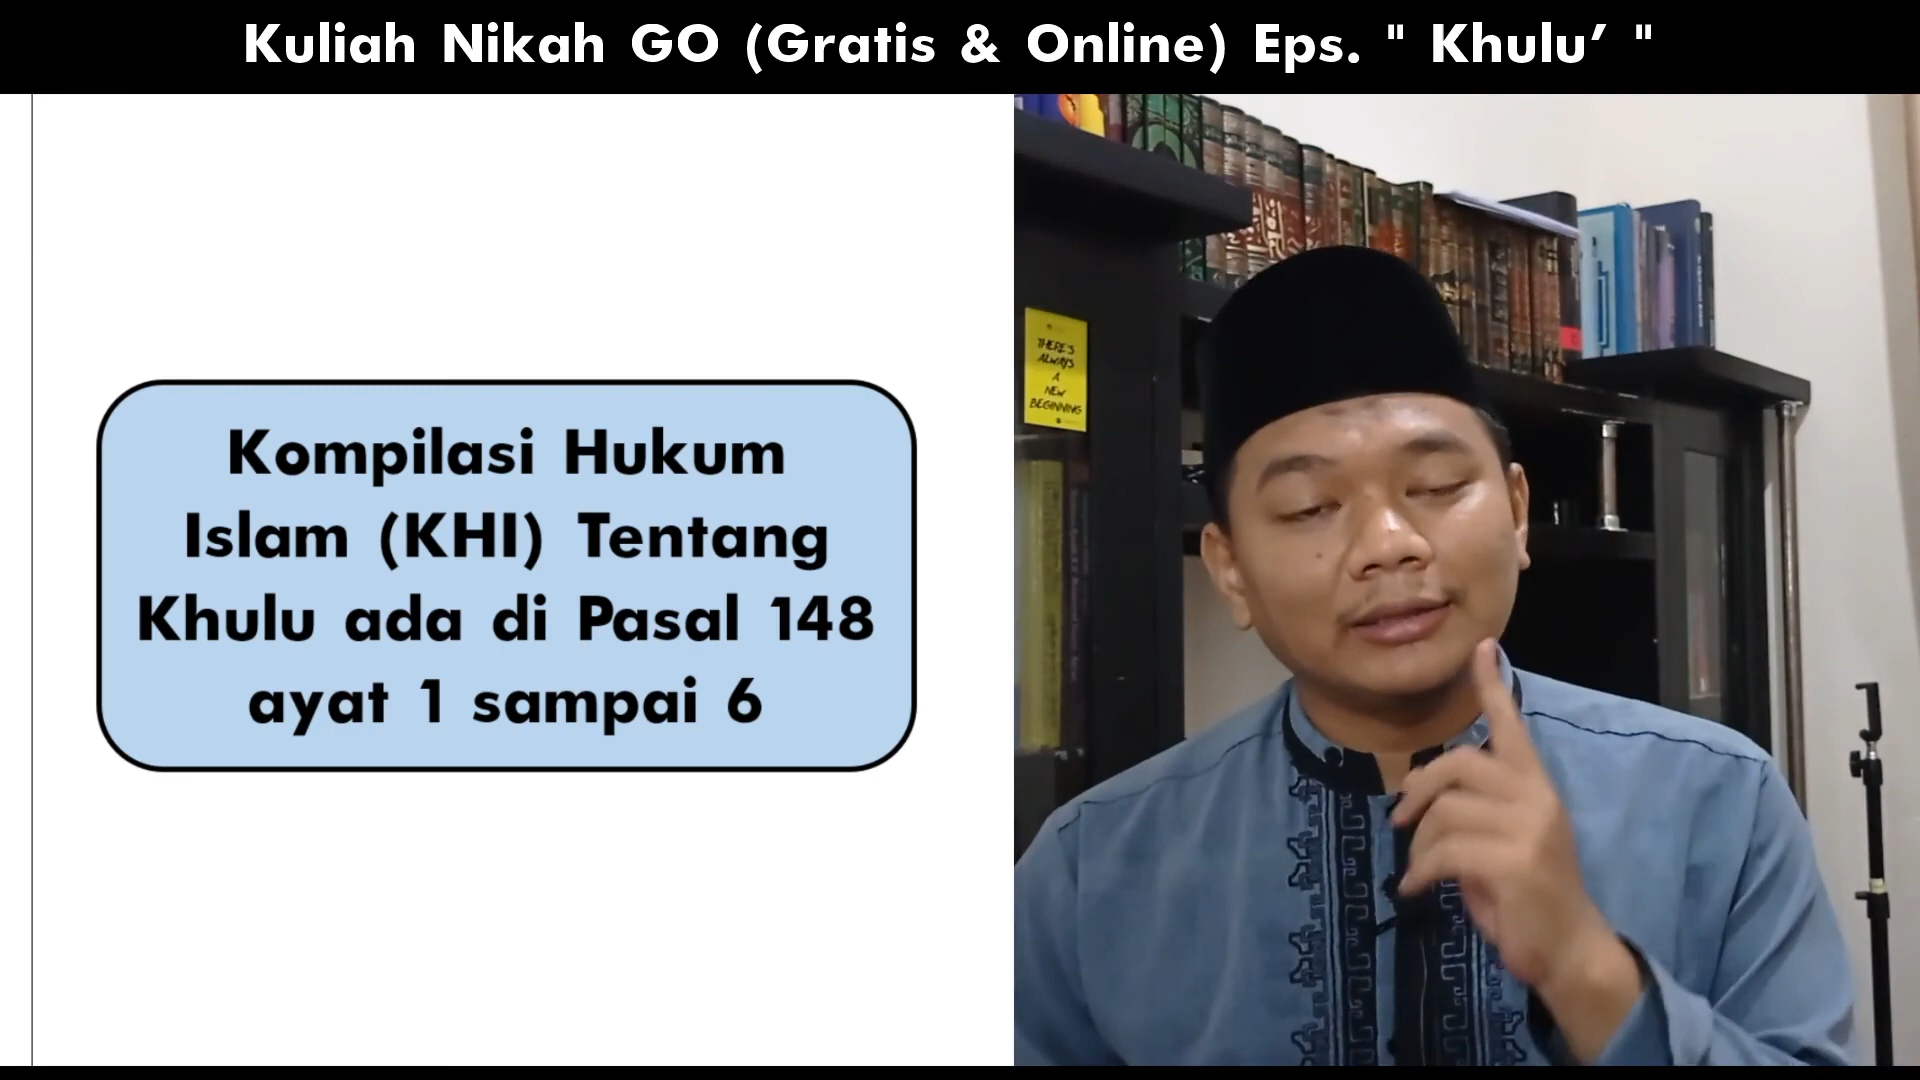 Kuliah Nikah GO (Gratis & Online) Eps. " Khulu’ "
Kompilasi Hukum
Islam (KHI) Tentang
Khulu ada di Pasal 148
ayat 1 sampai 6
THERE'S
ALWAYS
A
NEW
BEGINNING